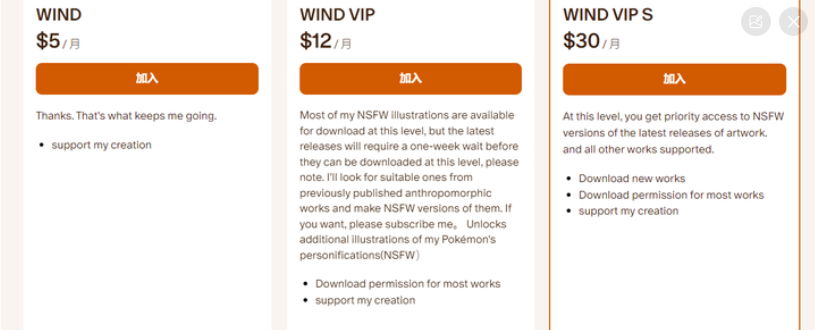 WIND
$5 / 月
加入
Thanks. That's what keeps me going.
• support my creation
WIND VIP
$12 / 月
加入
Most of my NSFW illustrations are available
for download at this level, but the latest
releases will require a one-week wait before
they can be downloaded at this level, please
note. I'll look for suitable ones from
previously published anthropomorphic
works and make NSFW versions of them. If
you want, please subscribe me。 Unlocks
additional illustrations of my Pokémon's
personifications(NSFW）
• Download permission for most works
• support my creation
WIND VIP S
$30 / 月
加入
At this level, you get priority access to NSFW
versions of the latest releases of artwork.
and all other works supported.
• Download new works
• Download permission for most works
• support my creation